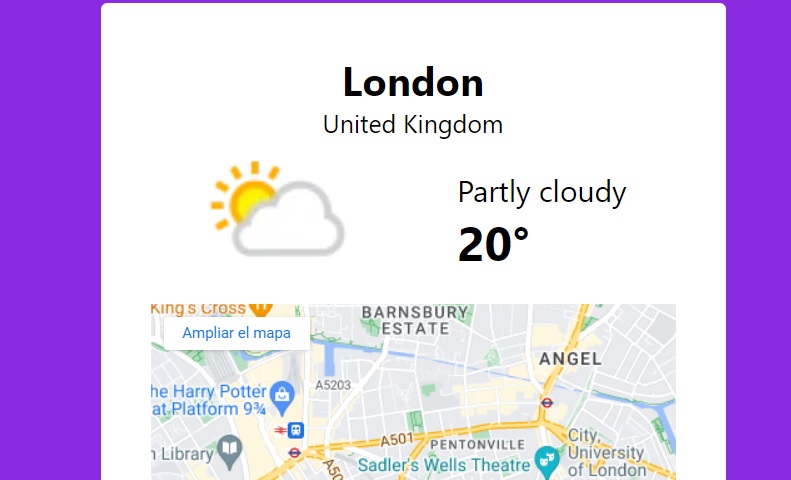 London
United Kingdom
Partly cloudy
20°
King's Cross
BARNSBURY
ESTATE
Ampliar el mapa
ANGEL
he Harry Potter
at Platform 9¾
A5203
A501
PENTONVILLE
City,
University
of London
n Library
Sadler's Wells Theatre
A50